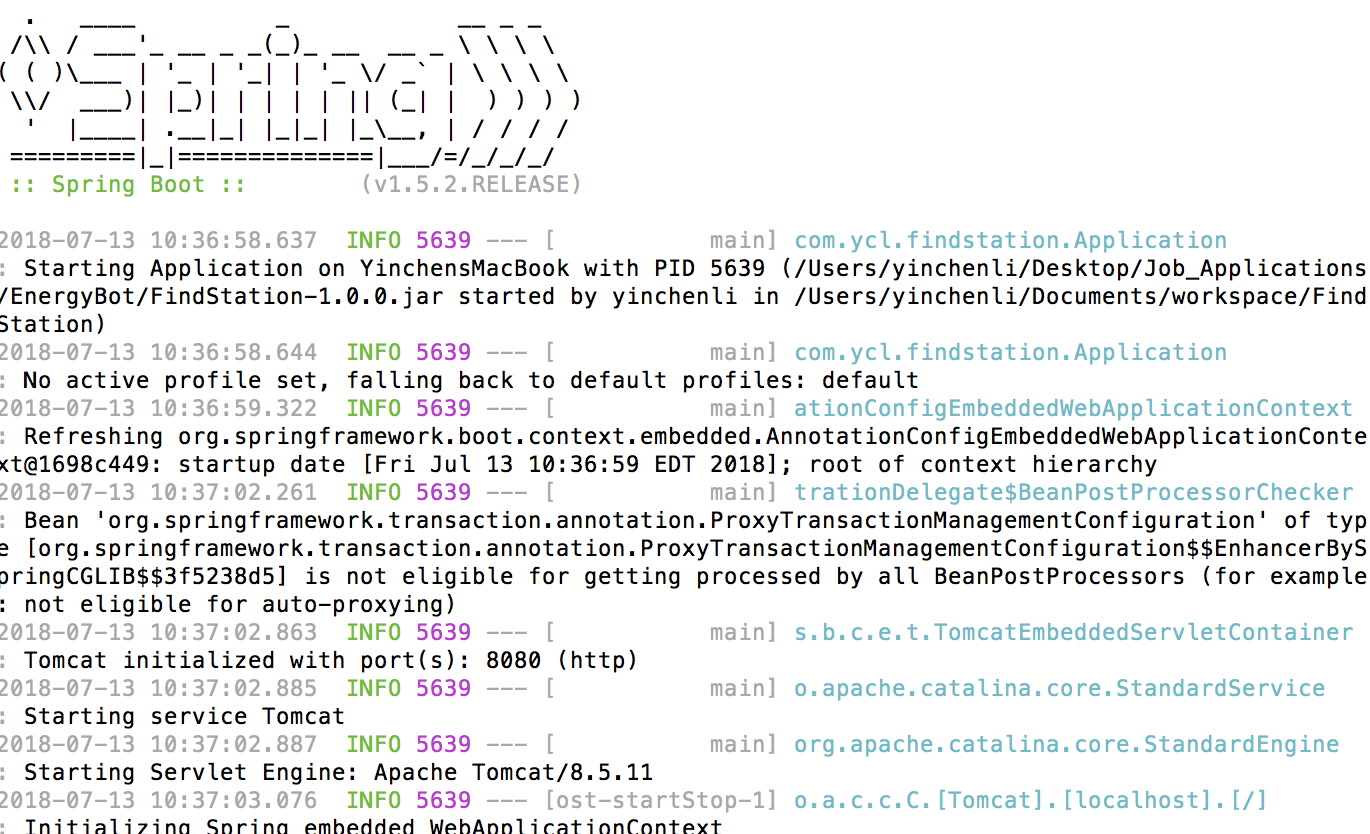 .   ____          _            __ _ _
 /\\ / ___'_ __ _ _(_)_ __  __ _ \ \ \ \
( ( )\___ | '_ | '_| | '_ \/ _` | \ \ \ \
 \\/  ___)| |_)| | | | | || (_| |  ) ) ) )
  '  |____| .__|_| |_|_| |_\__, | / / / /
 =========|_|==============|___/=/_/_/_/
 :: Spring Boot ::        (v1.5.2.RELEASE)
2018-07-13 10:36:58.637  INFO 5639 --- [           main] com.ycl.findstation.Application
: Starting Application on YinchensMacBook with PID 5639 (/Users/yinchenli/Desktop/Job_Applications
/EnergyBot/FindStation-1.0.0.jar started by yinchenli in /Users/yinchenli/Documents/workspace/Find
Station)
2018-07-13 10:36:58.644  INFO 5639 --- [           main] com.ycl.findstation.Application
: No active profile set, falling back to default profiles: default
2018-07-13 10:36:59.322  INFO 5639 --- [           main] ationConfigEmbeddedWebApplicationContext
: Refreshing org.springframework.boot.context.embedded.AnnotationConfigEmbeddedWebApplicationConte
xt@1698c449: startup date [Fri Jul 13 10:36:59 EDT 2018]; root of context hierarchy
2018-07-13 10:37:02.261  INFO 5639 --- [           main] trationDelegate$BeanPostProcessorChecker
: Bean 'org.springframework.transaction.annotation.ProxyTransactionManagementConfiguration' of typ
e [org.springframework.transaction.annotation.ProxyTransactionManagementConfiguration$$EnhancerByS
pringCGLIB$$3f5238d5] is not eligible for getting processed by all BeanPostProcessors (for example
: not eligible for auto-proxying)
2018-07-13 10:37:02.863  INFO 5639 --- [           main] s.b.c.e.t.TomcatEmbeddedServletContainer
: Tomcat initialized with port(s): 8080 (http)
2018-07-13 10:37:02.885  INFO 5639 --- [           main] o.apache.catalina.core.StandardService
: Starting service Tomcat
2018-07-13 10:37:02.887  INFO 5639 --- [           main] org.apache.catalina.core.StandardEngine
: Starting Servlet Engine: Apache Tomcat/8.5.11
2018-07-13 10:37:03.076  INFO 5639 --- [ost-startStop-1] o.a.c.c.C.[Tomcat].[localhost].[/]
: Initializing Spring embedded WebApplicationContext